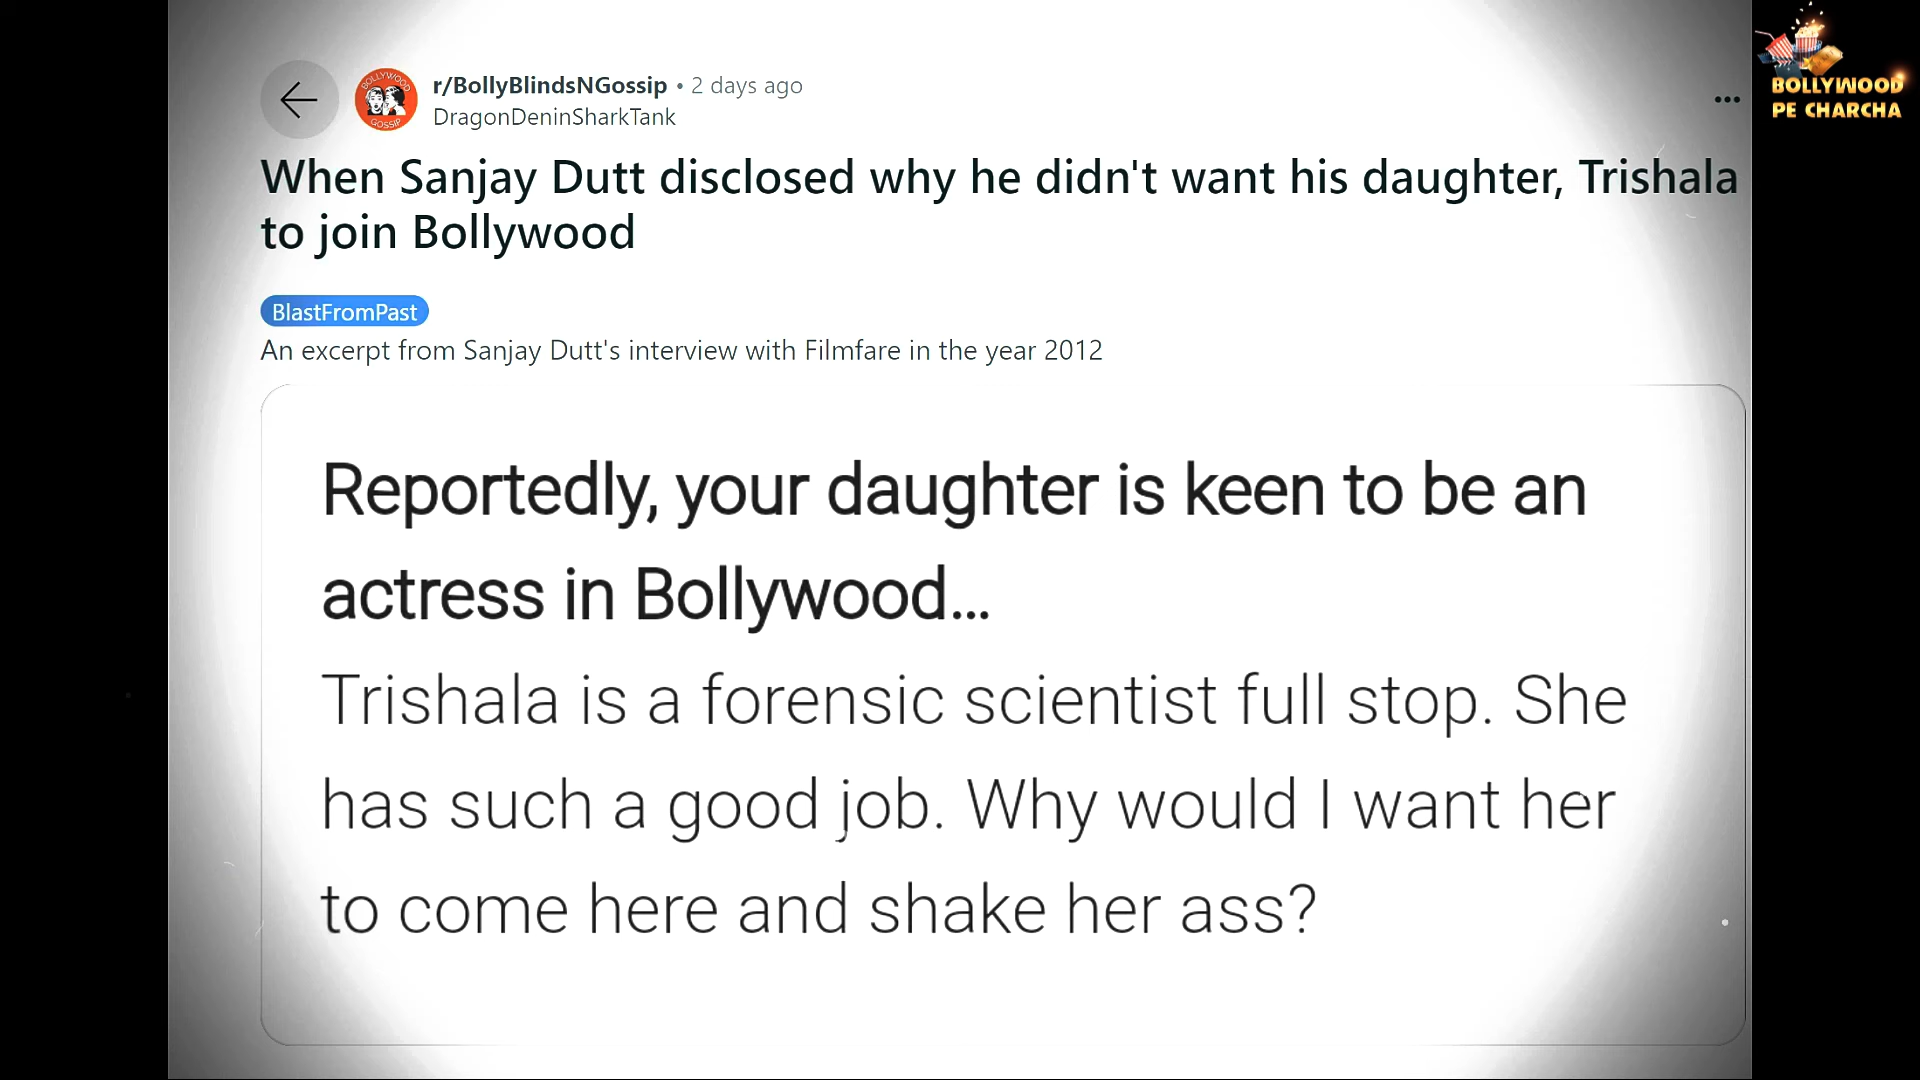 r/BollyBlindsNGossip • 2 days ago
DragonDeninSharkTank
BOLLYWOOD
GOSSIP
BOLLYWOOD
PE CHARCHA
When Sanjay Dutt disclosed why he didn't want his daughter, Trishala
to join Bollywood
BlastFromPast
An excerpt from Sanjay Dutt's interview with Filmfare in the year 2012
Reportedly, your daughter is keen to be an
actress in Bollywood...
Trishala is a forensic scientist full stop. She
has such a good job. Why would I want her
to come here and shake her ass?